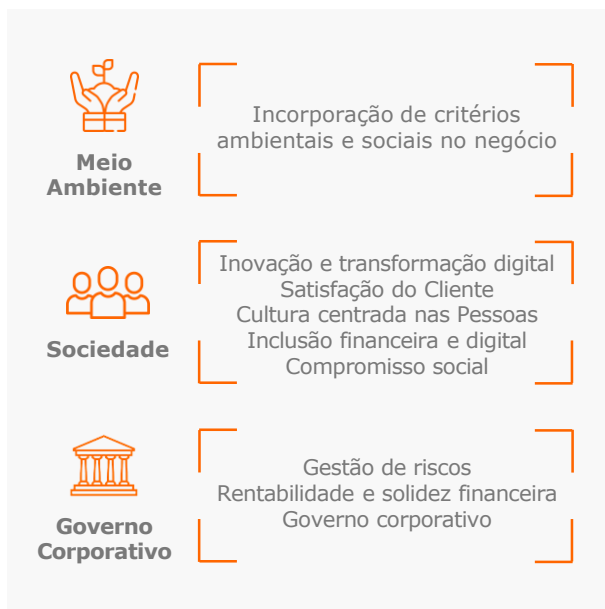 Meio
Ambiente
Incorporação de critérios
ambientais e sociais no negócio
Sociedade
Inovação e transformação digital
Satisfação do Cliente
Cultura centrada nas Pessoas
Inclusão financeira e digital
Compromisso social
Governo
Corporativo
Gestão de riscos
Rentabilidade e solidez financeira
Governo corporativo